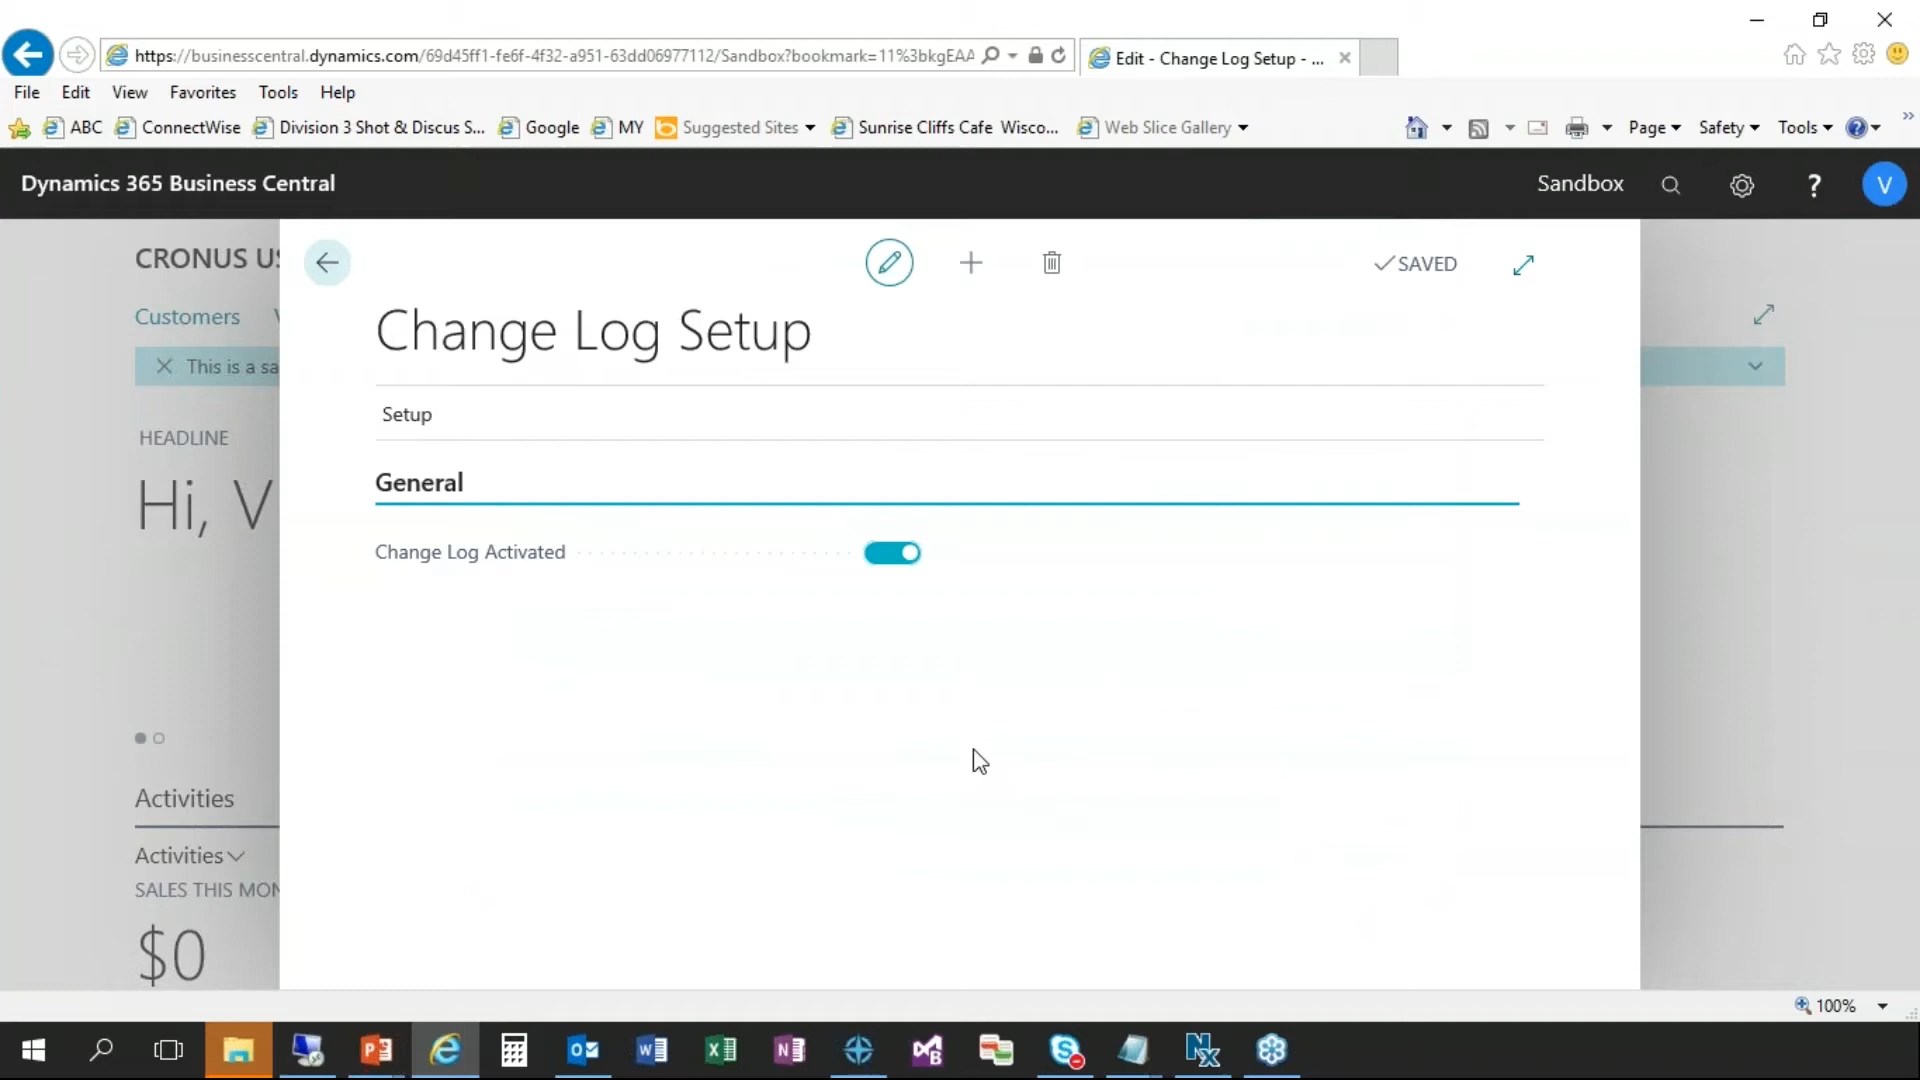 https://businesscentral.dynamics.com/69d45ff1-fe6f-4f32-a951-63dd06977112/Sandbox?bookmark=11%3bkgEAA
Edit - Change Log Setup - ...
File Edit View Favorites Tools Help
ABC ConnectWise Division 3 Shot & Discus S... Google MY Suggested Sites Sunrise Cliffs Cafe Wisco... Web Slice Gallery Page Safety Tools
Dynamics 365 Business Central Sandbox ? V
CRONUS US
SAVED
Customers
Change Log Setup
This is a sa
Setup
HEADLINE
General
Hi, V
Change Log Activated
Activities
Activities
SALES THIS MON
$0
100%